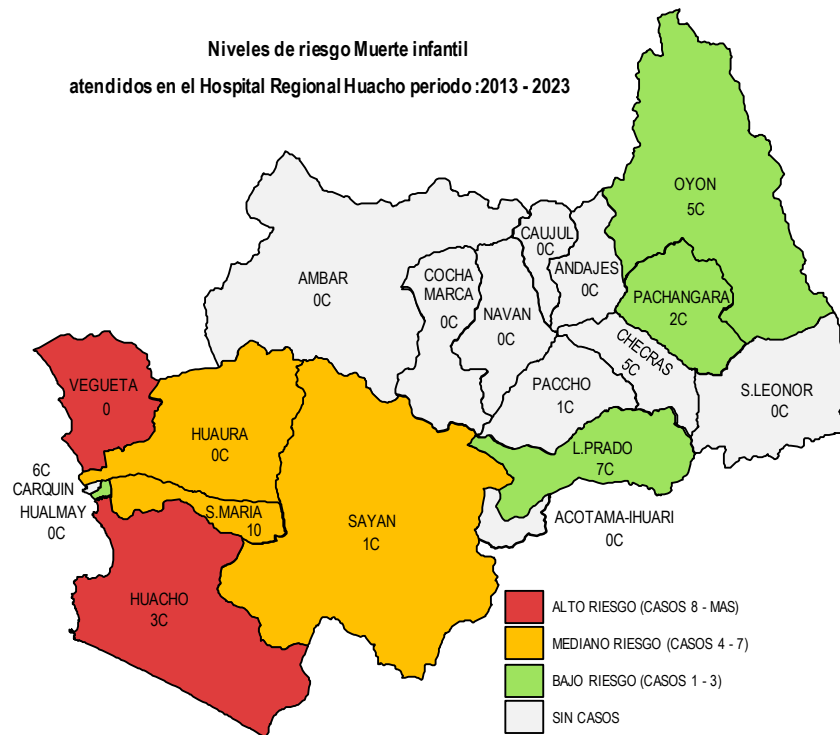 Niveles de riesgo Muerte infantil
atendidos en el Hospital Regional Huacho periodo :2013 - 2023
OYON
5C
CAUJUL
0C
ANDAJES
0C
AMBAR
0C
COCHA
MARCA
0C
NAVAN
0C
PACHANGARA
2C
CHECRAS
5C
S.LEONOR
0C
PACCHO
1C
VEGUETA
0
HUAURA
0C
L.PRADO
7C
6C
CARQUIN
HUALMAY
0C
S.MARIA
10
SAYAN
1C
ACOTAMA-IHUARI
0C
HUACHO
3C
ALTO RIESGO (CASOS 8 - MAS)
MEDIANO RIESGO (CASOS 4 - 7)
BAJO RIESGO (CASOS 1 - 3)
SIN CASOS